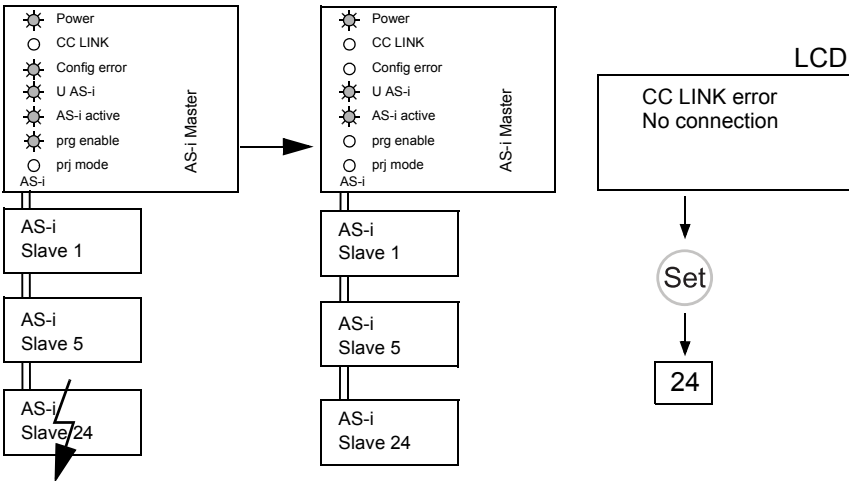 Power
CC LINK
Config error
U AS-i
AS-i active
prg enable
prj mode
AS-i
AS-i Master
AS-i
Slave 1
AS-i
Slave 5
AS-i
Slave 24
Power
CC LINK
Config error
U AS-i
AS-i active
prg enable
prj mode
AS-i
AS-i Master
AS-i
Slave 1
AS-i
Slave 5
AS-i
Slave 24
LCD
CC LINK error
No connection
Set
24